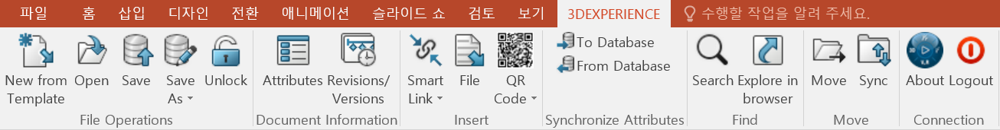 파일 홈 삽입 디자인 전환 애니메이션 슬라이드 쇼 검토 보기 3DEXPERIENCE 수행할 작업을 알려 주세요.
New from Template
Open
Save
Save As
Unlock
File Operations
Attributes
Revisions/ Versions
Document Information
Smart Link
File
QR Code
Insert
To Database
From Database
Synchronize Attributes
Search
Explore in browser
Find
Move
Sync
Move
About
Logout
Connection